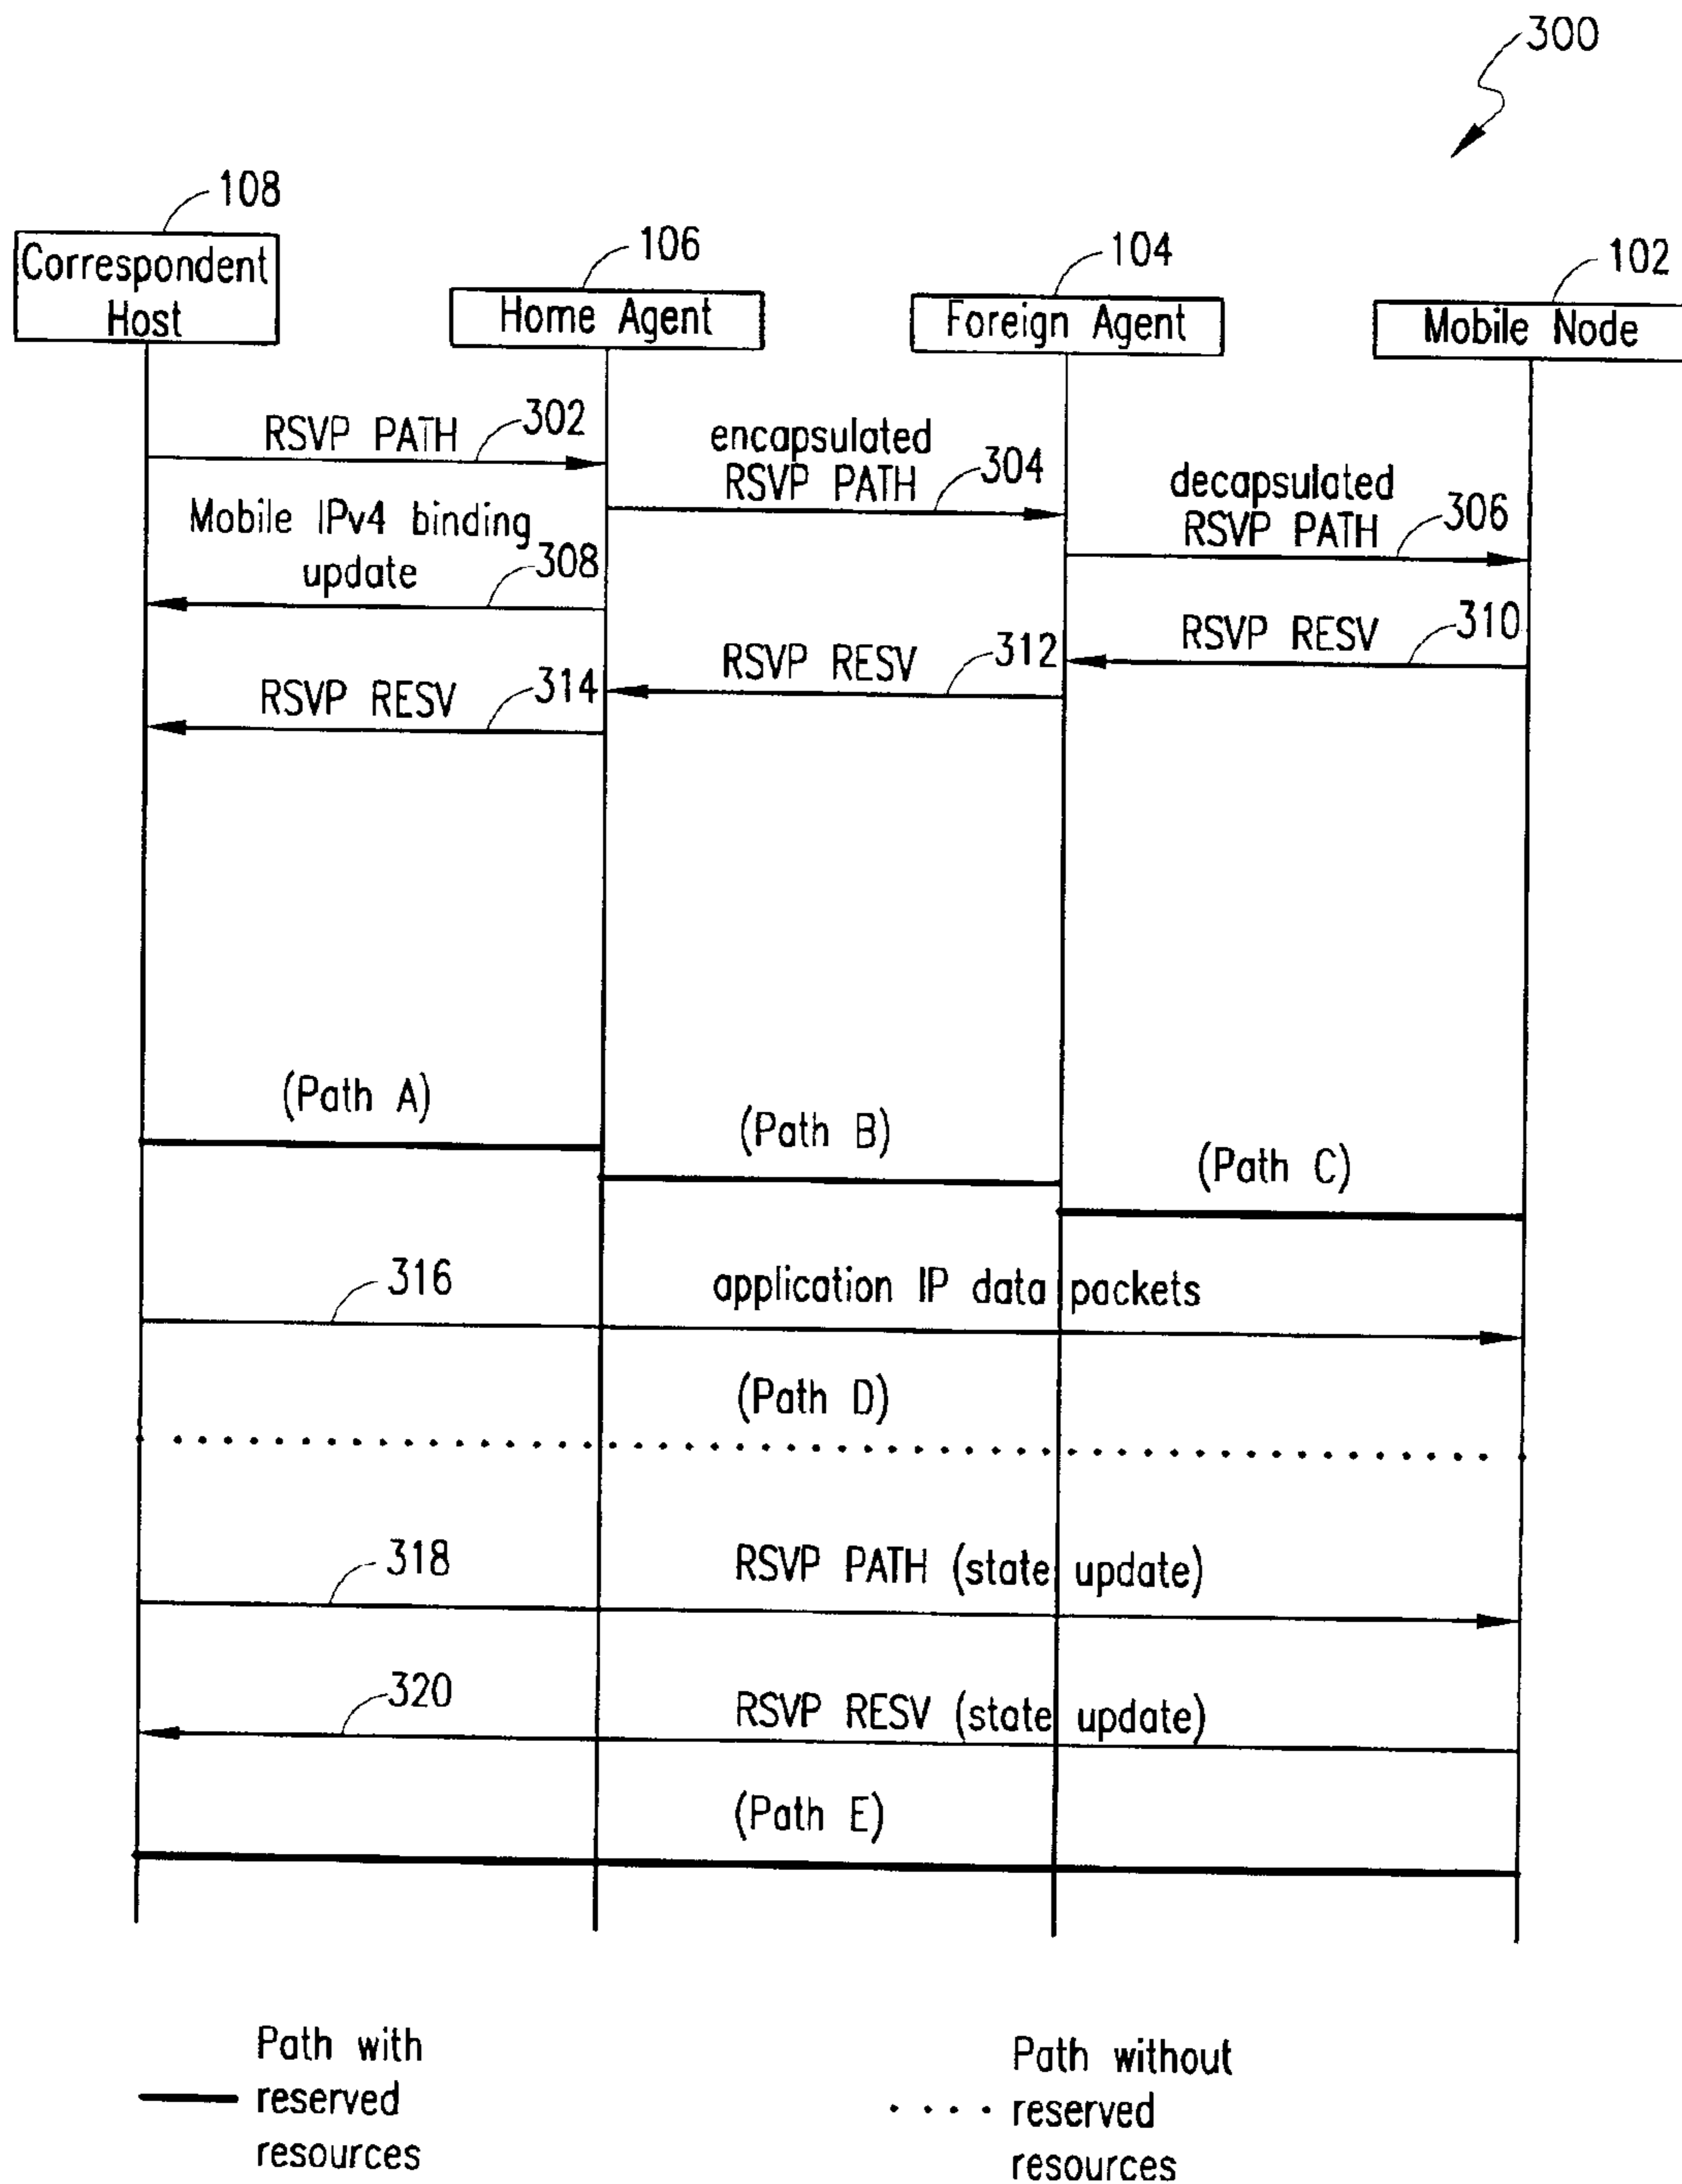 300
108
Correspondent
Host
106
Home Agent
104
Foreign Agent
102
Mobile Node
RSVP PATH
302
encapsulated
RSVP PATH
304
decapsulated
RSVP PATH
306
Mobile IPv4 binding
update
308
RSVP RESV
310
RSVP RESV
312
RSVP RESV
314
(Path A)
(Path B)
(Path C)
316
application IP data packets
(Path D)
318
RSVP PATH (state update)
320
RSVP RESV (state update)
(Path E)
Path with
reserved
resources
Path without
reserved
resources